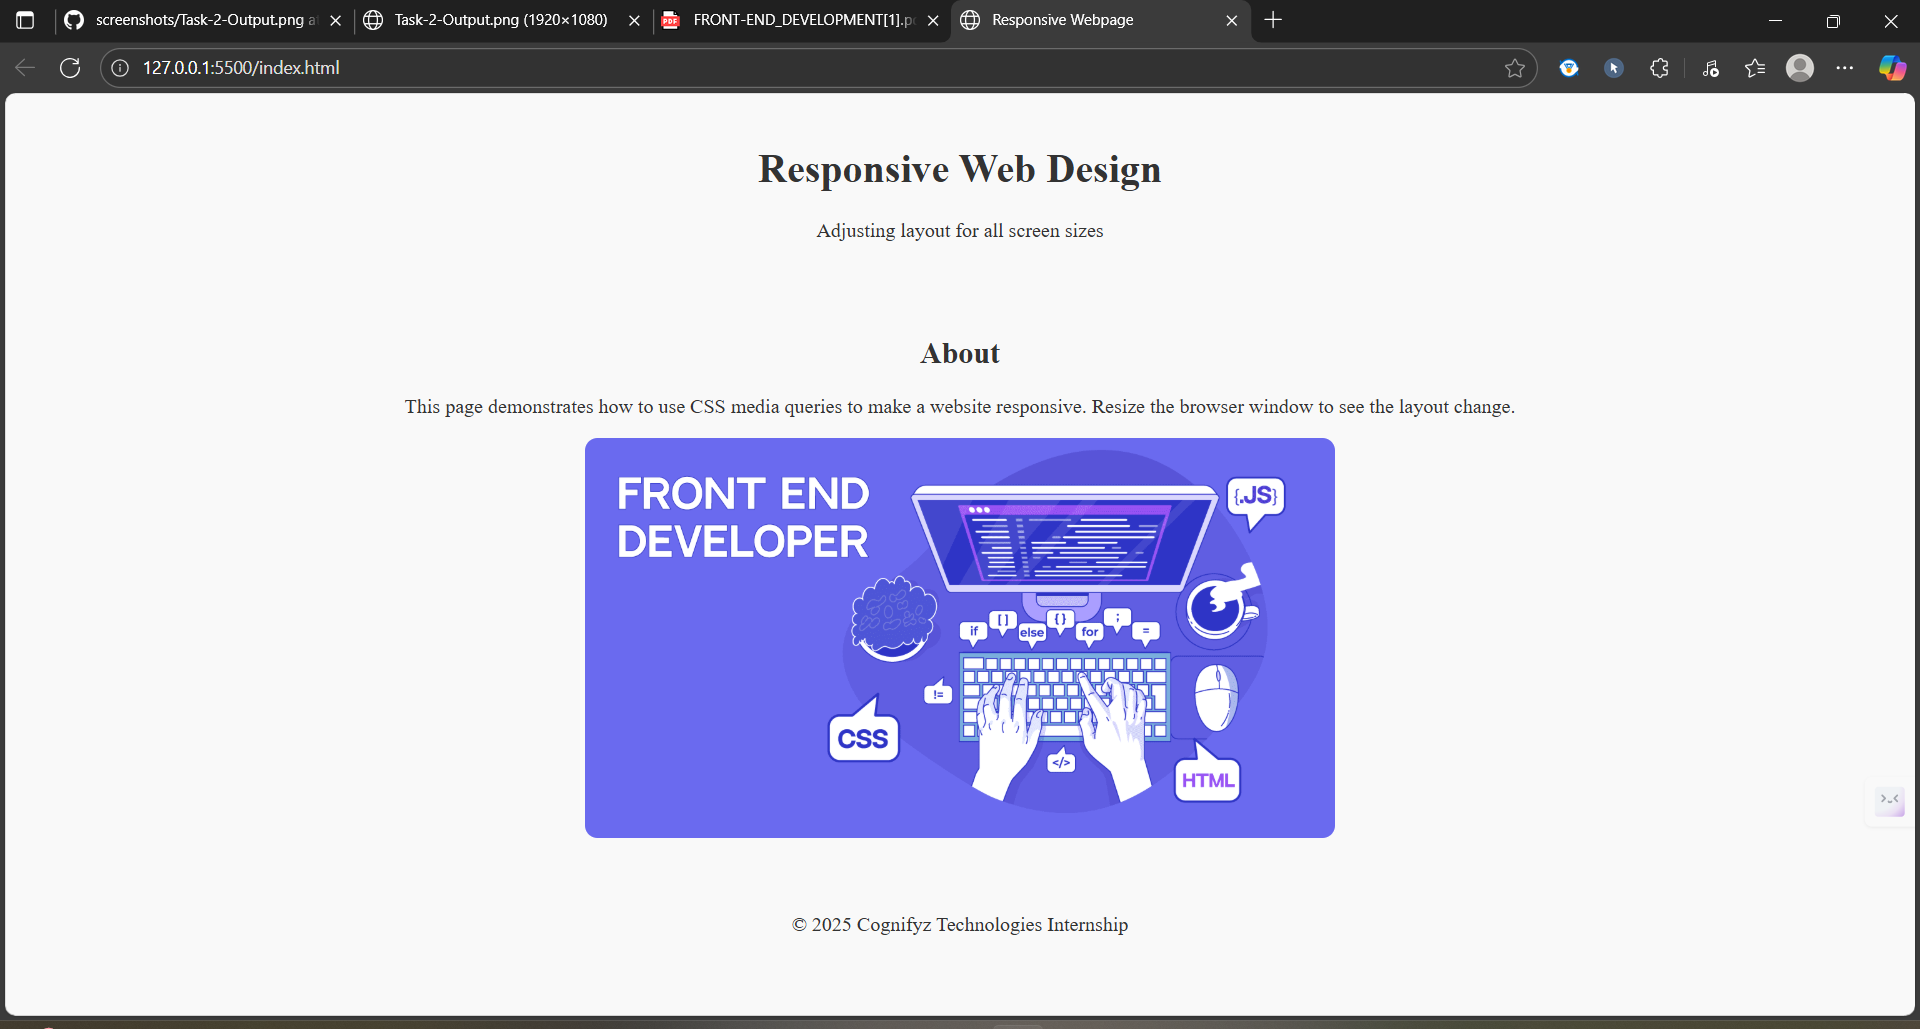 screenshots/Task-2-Output.png a
Task-2-Output.png (1920×1080)
PDF
FRONT-END_DEVELOPMENT[1].p
Responsive Webpage
127.0.0.1:5500/index.html
Responsive Web Design
Adjusting layout for all screen sizes
About
This page demonstrates how to use CSS media queries to make a website responsive. Resize the browser window to see the layout change.
FRONT END
DEVELOPER
{.JS}
if
[ ]
else
{ }
for
;
=
!=
CSS
</>
HTML
© 2025 Cognifyz Technologies Internship